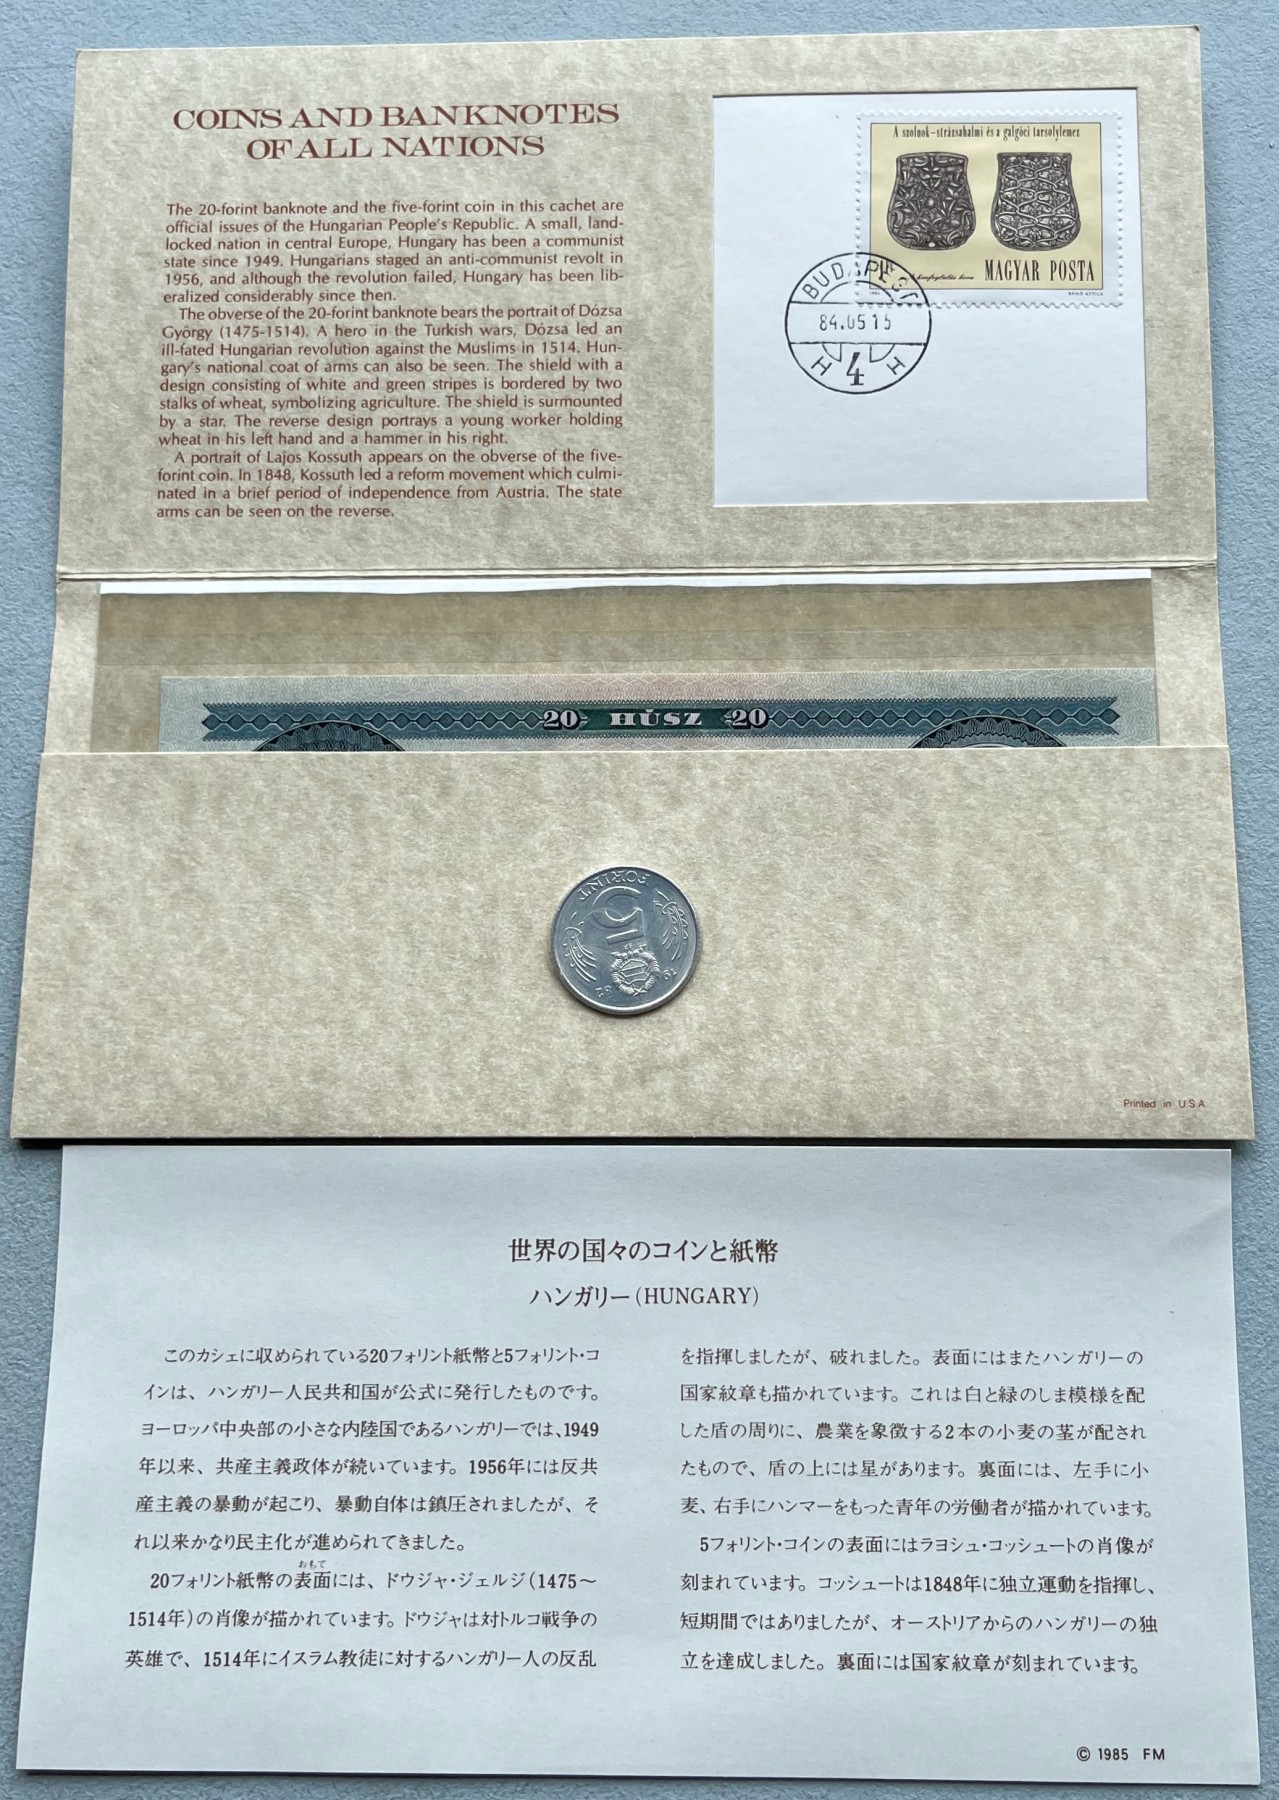 COINS AND BANKNOTES
OF ALL NATIONS
The 20-forint banknote and the five-forint coin in this cachet are
official issues of the Hungarian People's Republic. A small, land-
locked nation in central Europe, Hungary has been a communist
state since 1949. Hungarians staged an anti-communist revolt in
1956, and although the revolution failed, Hungary has been lib-
eralized considerably since then.
The obverse of the 20-forint banknote bears the portrait of Dózsa
György (1475-1514). A hero in the Turkish wars, Dózsa led an
ill-fated Hungarian revolution against the Muslims in 1514. Hun-
gary's national coat of arms can also be seen. The shield with a
design consisting of white and green stripes is bordered by two
stalks of wheat, symbolizing agriculture. The shield is surmounted
by a star. The reverse design portrays a young worker holding
wheat in his left hand and a hammer in his right.
A portrait of Lajos Kossuth appears on the obverse of the five-
forint coin. In 1848, Kossuth led a reform movement which culmi-
nated in a brief period of independence from Austria. The state
arms can be seen on the reverse.
A szolnok-strázsahalmi és a galgóci tarsolylemez
A honfoglalás kora
MAGYAR POSTA
BUDAPEST
84.05 15
H 4 H
20 HÚSZ 20
FORINT
5
19 84
Printed in U.S.A
世界の国々のコインと紙幣
ハンガリー(HUNGARY)
このカシェに収められている20フォリント紙幣と5フォリント・コ
インは、ハンガリー人民共和国が公式に発行したものです。
ヨーロッパ中央部の小さな内陸国であるハンガリーでは、1949
年以来、共産主義政体が続いています。1956年には反共
産主義の暴動が起こり、暴動自体は鎮圧されましたが、そ
れ以来かなり民主化が進められてきました。
おもて
20フォリント紙幣の表面には、ドウジャ・ジェルジ(1475～
1514年)の肖像が描かれています。ドウジャは対トルコ戦争の
英雄で、1514年にイスラム教徒に対するハンガリー人の反乱
を指揮しましたが、破れました。表面にはまたハンガリーの
国家紋章も描かれています。これは白と緑のしま模様を配
した盾の周りに、農業を象徴する2本の小麦の茎が配され
たもので、盾の上には星があります。裏面には、左手に小
麦、右手にハンマーをもった青年の労働者が描かれています。
5フォリント・コインの表面にはラヨシュ・コッシュートの肖像が
刻まれています。コッシュートは1848年に独立運動を指揮し、
短期間ではありましたが、オーストリアからのハンガリーの独
立を達成しました。裏面には国家紋章が刻まれています。
© 1985 FM